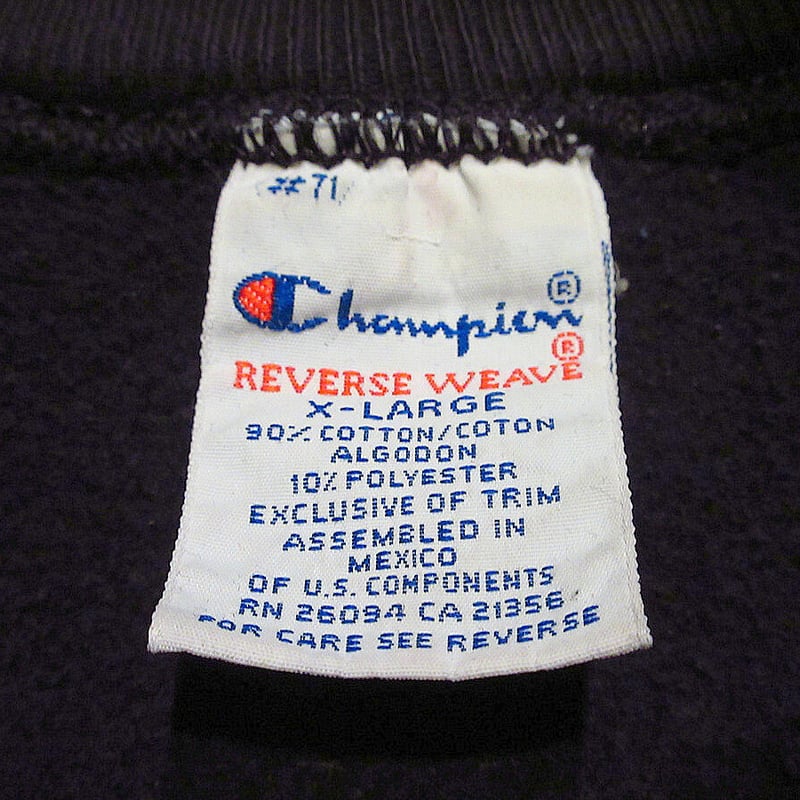 #71
Champion ®
REVERSE WEAVE ®
X-LARGE
90% COTTON/COTON
ALGODON
10% POLYESTER
EXCLUSIVE OF TRIM
ASSEMBLED IN
MEXICO
OF U.S. COMPONENTS
RN 26094 CA 21356
FOR CARE SEE REVERSE